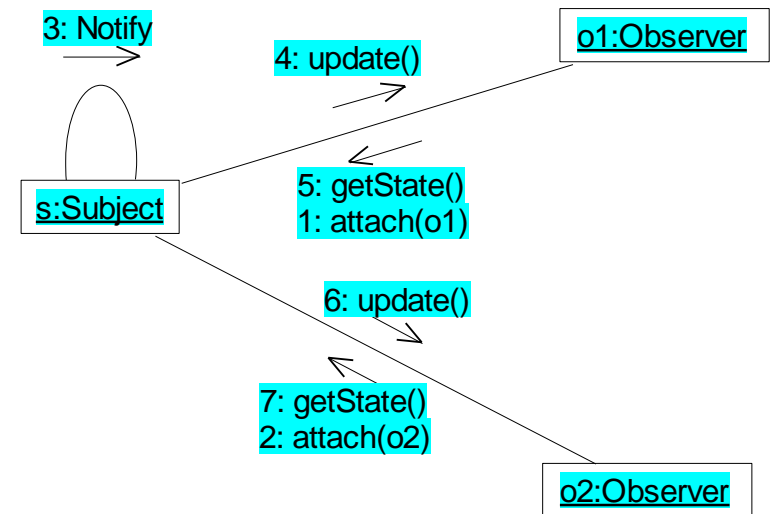 3: Notify
o1:Observer
4: update()
5: getState()
1: attach(o1)
s:Subject
6: update()
7: getState()
2: attach(o2)
o2:Observer